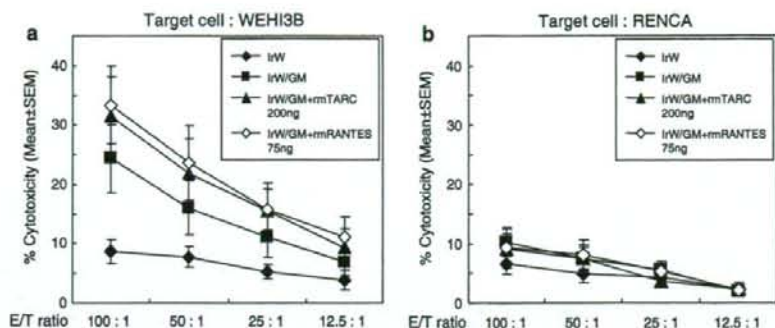 a
Target cell : WEHI3B
% Cytotoxicity (Mean±SEM)
40
30
20
10
0
IrW
IrW/GM
IrW/GM+rmTARC
200ng
IrW/GM+rmRANTES
75ng
E/T ratio 100 : 1 50 : 1 25 : 1 12.5 : 1
b
Target cell : RENCA
% Cytotoxicity (Mean±SEM)
40
30
20
10
0
IrW
IrW/GM
IrW/GM+rmTARC
200ng
IrW/GM+rmRANTES
75ng
E/T ratio 100 : 1 50 : 1 25 : 1 12.5 : 1